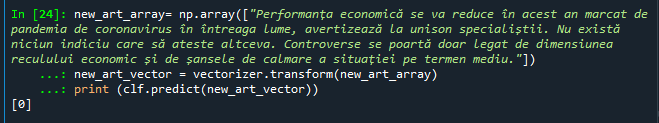 In [24]: new_art_array= np.array(["Performanța economică se va reduce în acest an marcat de
pandemia de coronavirus în întreaga lume, avertizează la unison specialiștii. Nu există
niciun indiciu care să ateste altceva. Controverse se poartă doar legat de dimensiunea
reculului economic și de șansele de calmare a situației pe termen mediu."])
...: new_art_vector = vectorizer.transform(new_art_array)
...: print (clf.predict(new_art_vector))
[0]